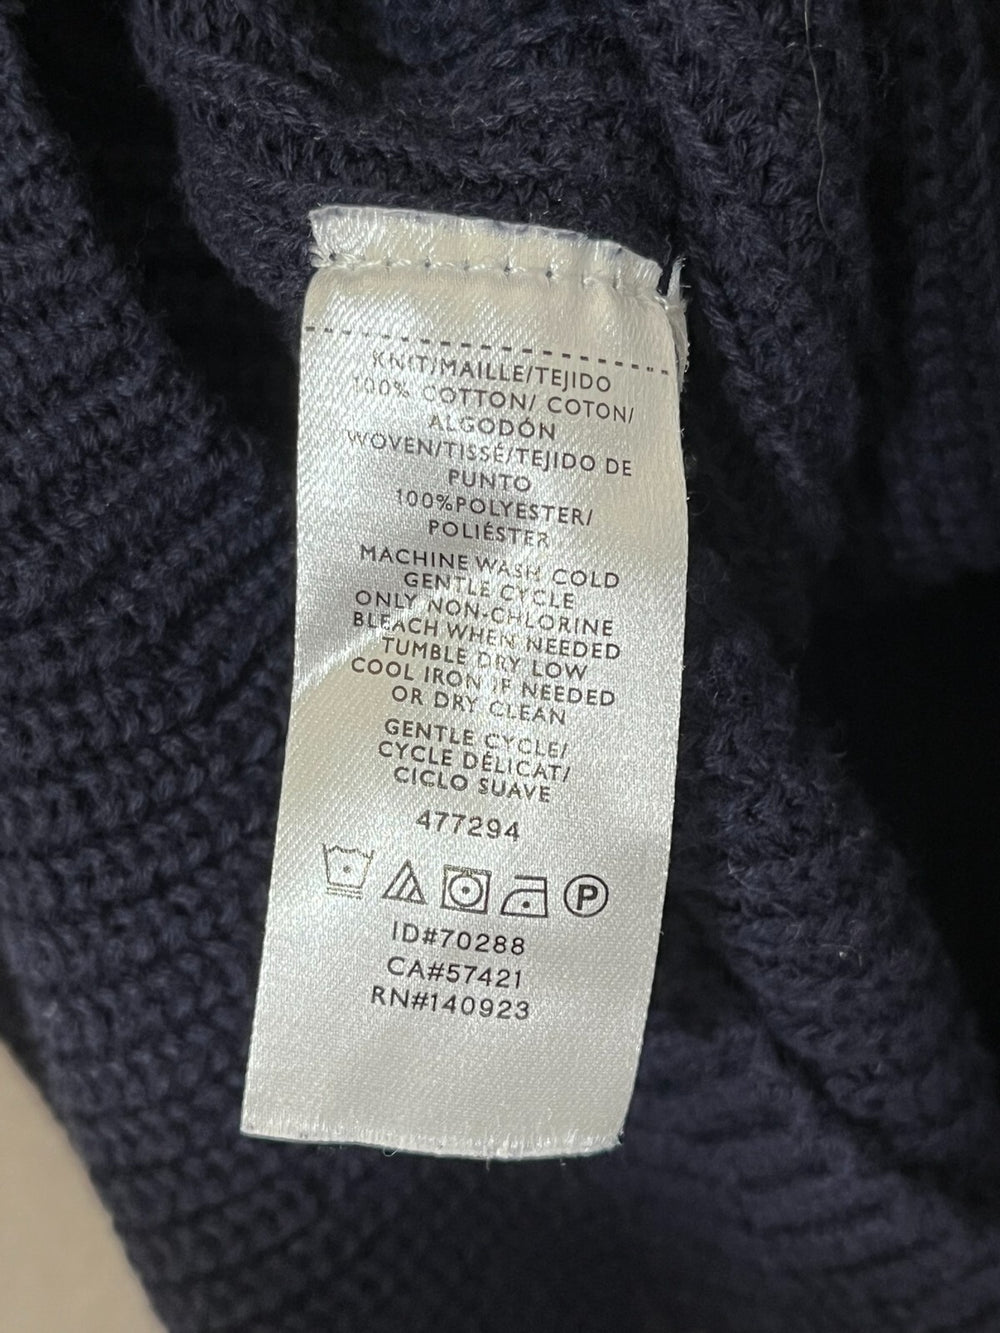 KNIT/MAILLE/TEJIDO
100% COTTON/ COTON/
ALGODÓN
WOVEN/TISSÉ/TEJIDO DE
PUNTO
100%POLYESTER/
POLIÉSTER
MACHINE WASH COLD
GENTLE CYCLE
ONLY NON-CHLORINE
BLEACH WHEN NEEDED
TUMBLE DRY LOW
COOL IRON IF NEEDED
OR DRY CLEAN
GENTLE CYCLE/
CYCLE DÉLICAT/
CICLO SUAVE
477294
P
ID#70288
CA#57421
RN#140923